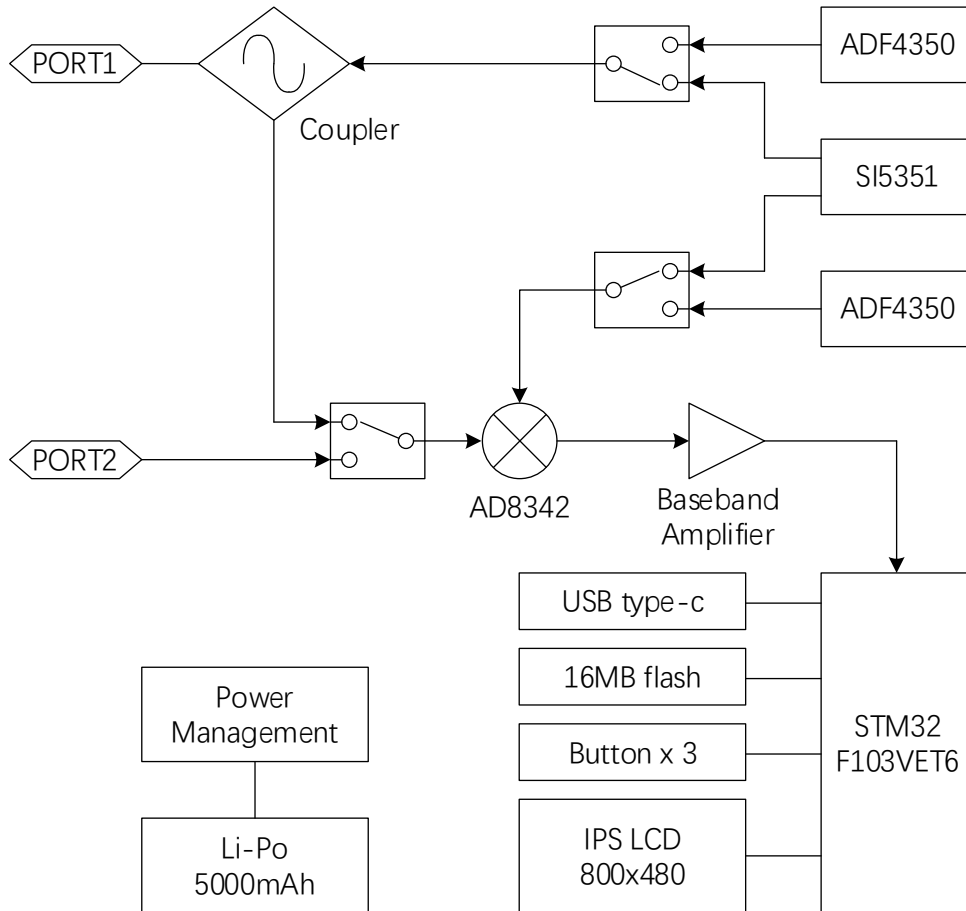 PORT1
Coupler
ADF4350
SI5351
ADF4350
PORT2
AD8342
Baseband
Amplifier
USB type-c
16MB flash
Button x 3
IPS LCD
800x480
STM32
F103VET6
Power
Management
Li-Po
5000mAh